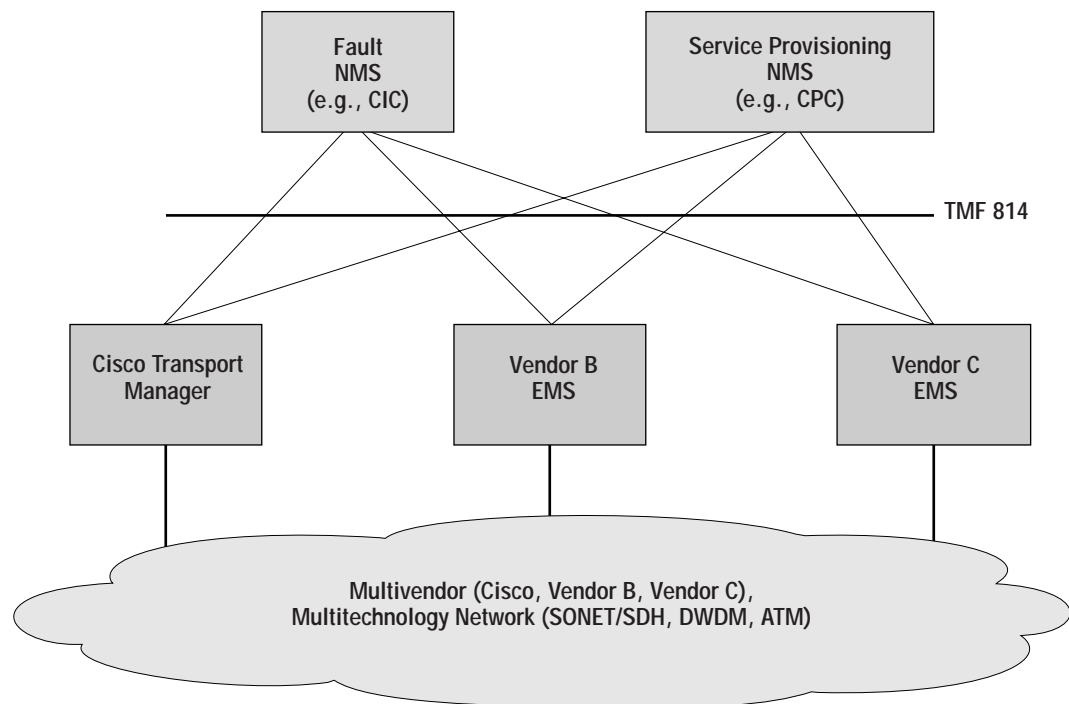 Fault
NMS
(e.g., CIC)
Service Provisioning
NMS
(e.g., CPC)
TMF 814
Cisco Transport
Manager
Vendor B
EMS
Vendor C
EMS
Multivendor (Cisco, Vendor B, Vendor C),
Multitechnology Network (SONET/SDH, DWDM, ATM)